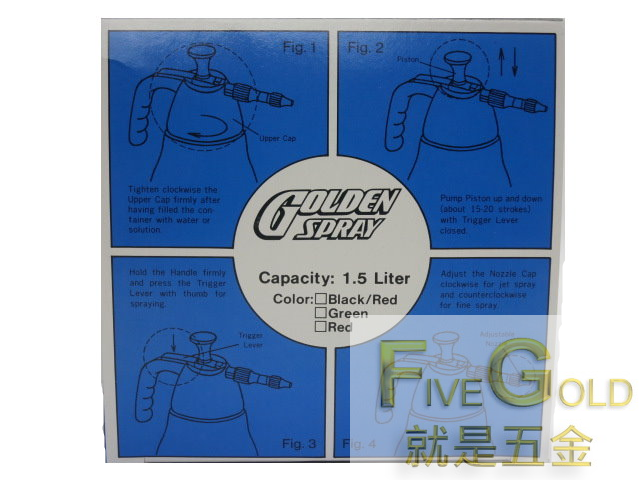 Fig. 1
Upper Cap
Tighten clockwise the
Upper Cap firmly after
having filled the con-
tainer with water or
solution.
Fig. 2
Piston
Pump Piston up and down
(about 15-20 strokes)
with Trigger Lever
closed.
GOLDEN
SPRAY
Capacity: 1.5 Liter
Color: Black/Red
Green
Red
Hold the Handle firmly
and press the Trigger
Lever with thumb for
spraying.
Trigger
Lever
Fig. 3
Adjust the Nozzle Cap
clockwise for jet spray
and counterclockwise
for fine spray.
Adjustable
Nozzle
Fig. 4
FIVE GOLD
就是五金